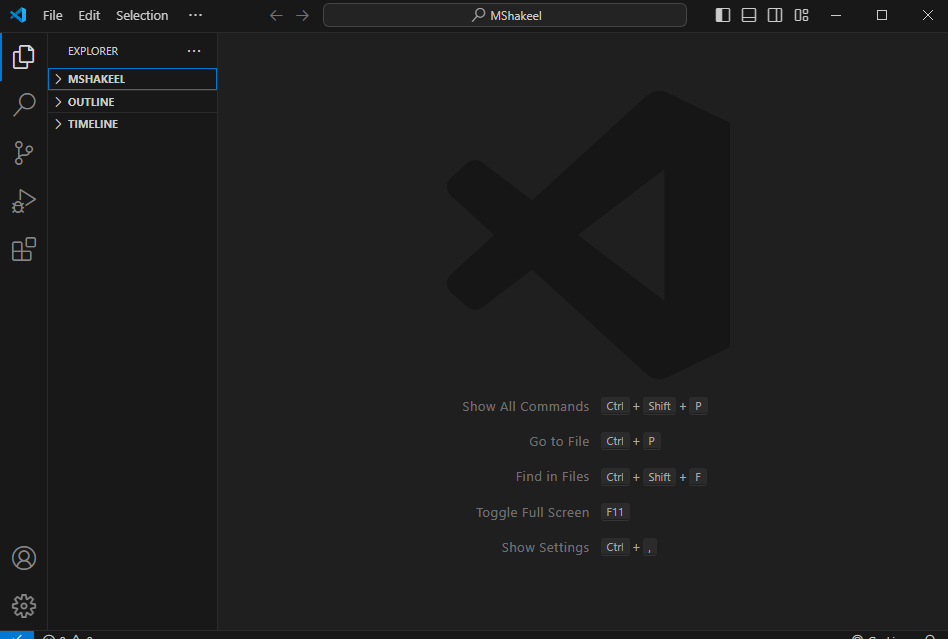 File Edit Selection ···
MShakeel
EXPLORER ···
MSHAKEEL
OUTLINE
TIMELINE
Show All Commands Ctrl + Shift + P
Go to File Ctrl + P
Find in Files Ctrl + Shift + F
Toggle Full Screen F11
Show Settings Ctrl + ,